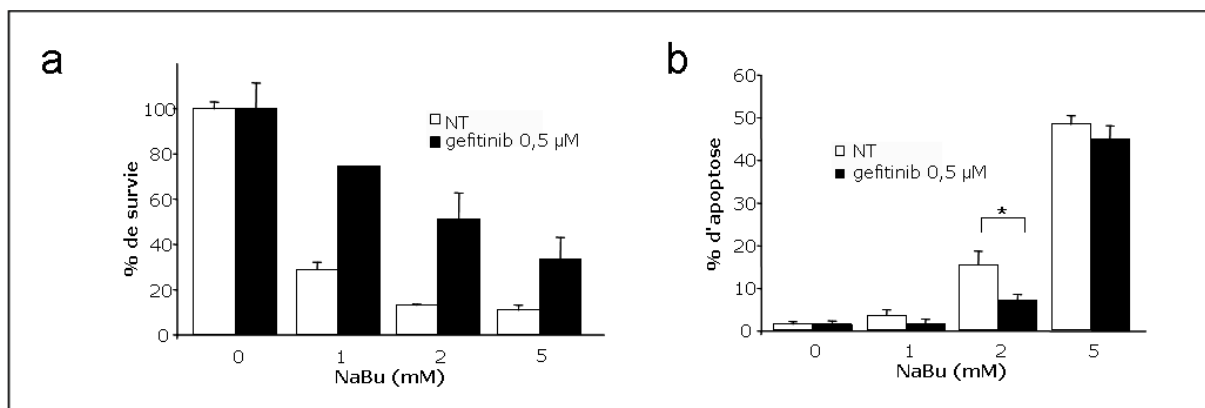 a
% de survie
100
80
60
40
20
0
NT
gefitinib 0,5 µM
0 1 2 5
NaBu (mM)
b
% d'apoptose
60
50
40
30
20
10
0
NT
gefitinib 0,5 µM
*
0 1 2 5
NaBu (mM)